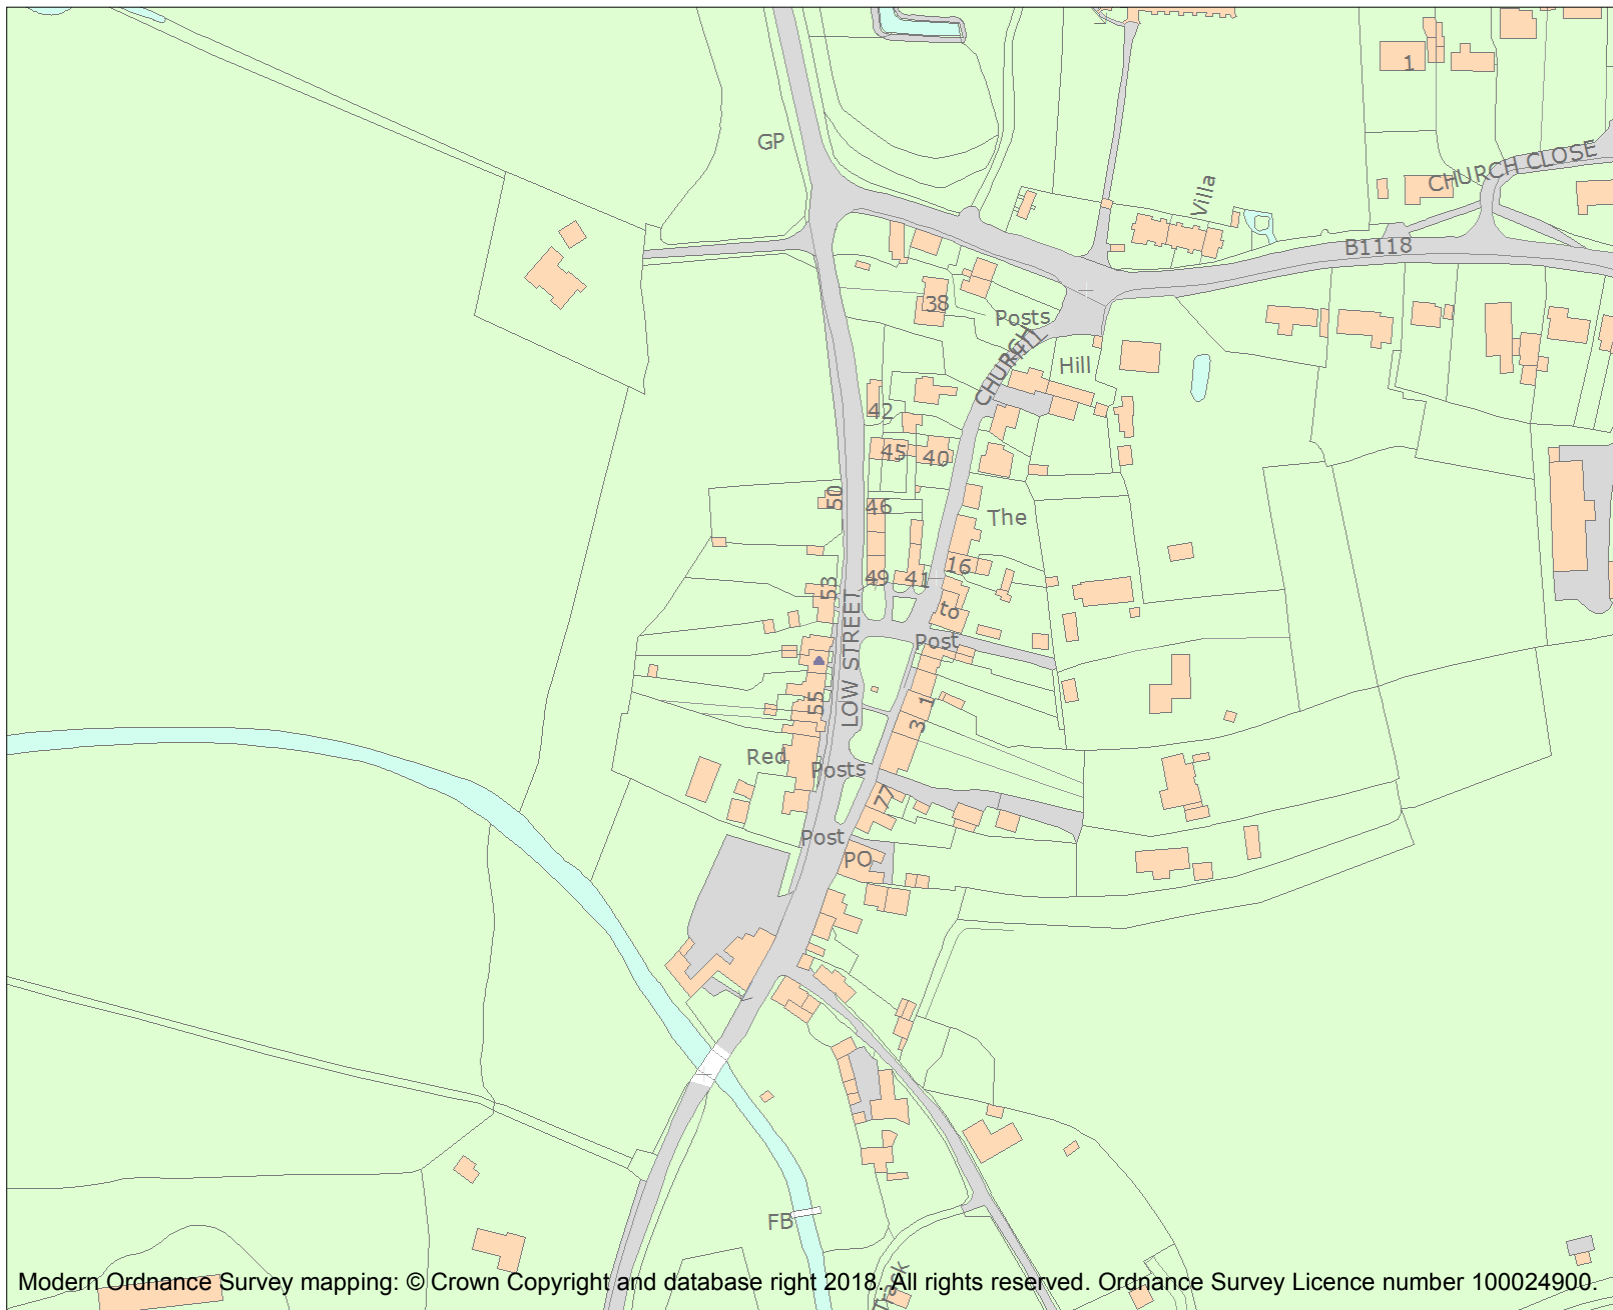 GP
Villa
CHURCH CLOSE
1
B1118
38
Posts
CHURCH HILL
Hill
42
45
40
50
46
The
16
49
41
53
to
Post
LOW STREET
55
1
3
Red
Posts
77
Post
PO
FB
Track
Modern Ordnance Survey mapping: © Crown Copyright and database right 2018. All rights reserved. Ordnance Survey Licence number 100024900.